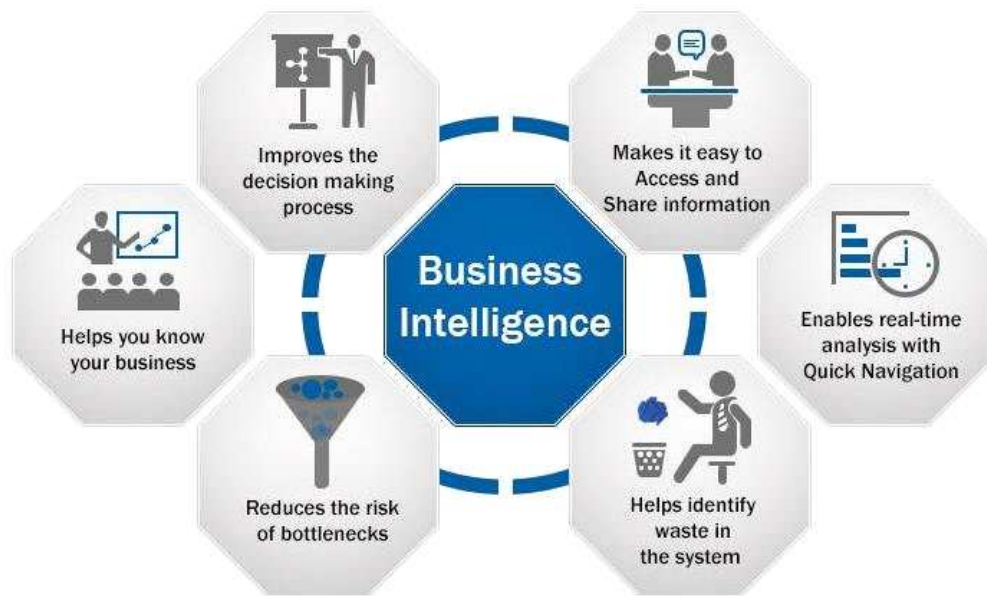 Improves the
decision making
process
Makes it easy to
Access and
Share information
Helps you know
your business
Business
Intelligence
Enables real-time
analysis with
Quick Navigation
Reduces the risk
of bottlenecks
Helps identify
waste in
the system